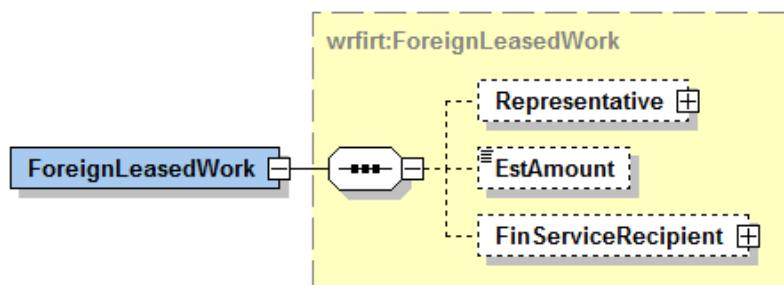 wrfirt:ForeignLeasedWork
Representative
ForeignLeasedWork
EstAmount
FinServiceRecipient